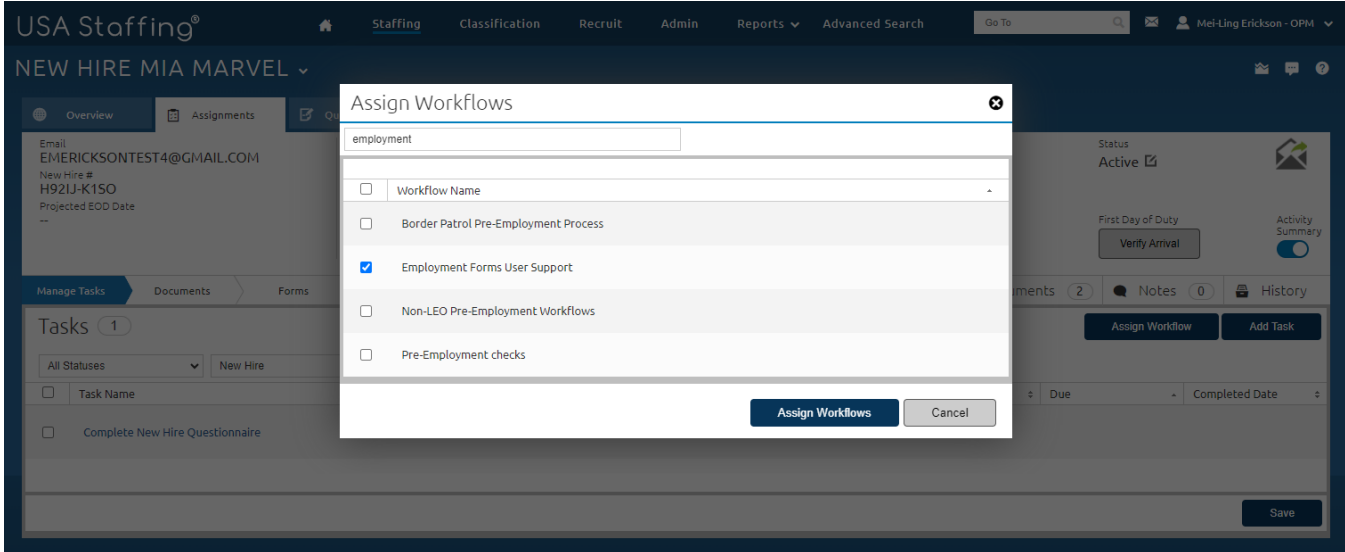 USA Staffing®
Staffing Classification Recruit Admin Reports Advanced Search Go To Mei-Ling Erickson - OPM
NEW HIRE MIA MARVEL
Overview Assignments Qu
Assign Workflows
employment
Email
EMERICKSONTEST4@GMAIL.COM
New Hire #
H92IJ-K1SO
Projected EOD Date
--
Status
Active
First Day of Duty
Verify Arrival
Activity
Summary
Workflow Name
Border Patrol Pre-Employment Process
Employment Forms User Support
Non-LEO Pre-Employment Workflows
Pre-Employment checks
Assign Workflows Cancel
Manage Tasks Documents Forms uments 2 Notes 0 History
Tasks 1 Assign Workflow Add Task
All Statuses New Hire
Task Name Due Completed Date
Complete New Hire Questionnaire
Save